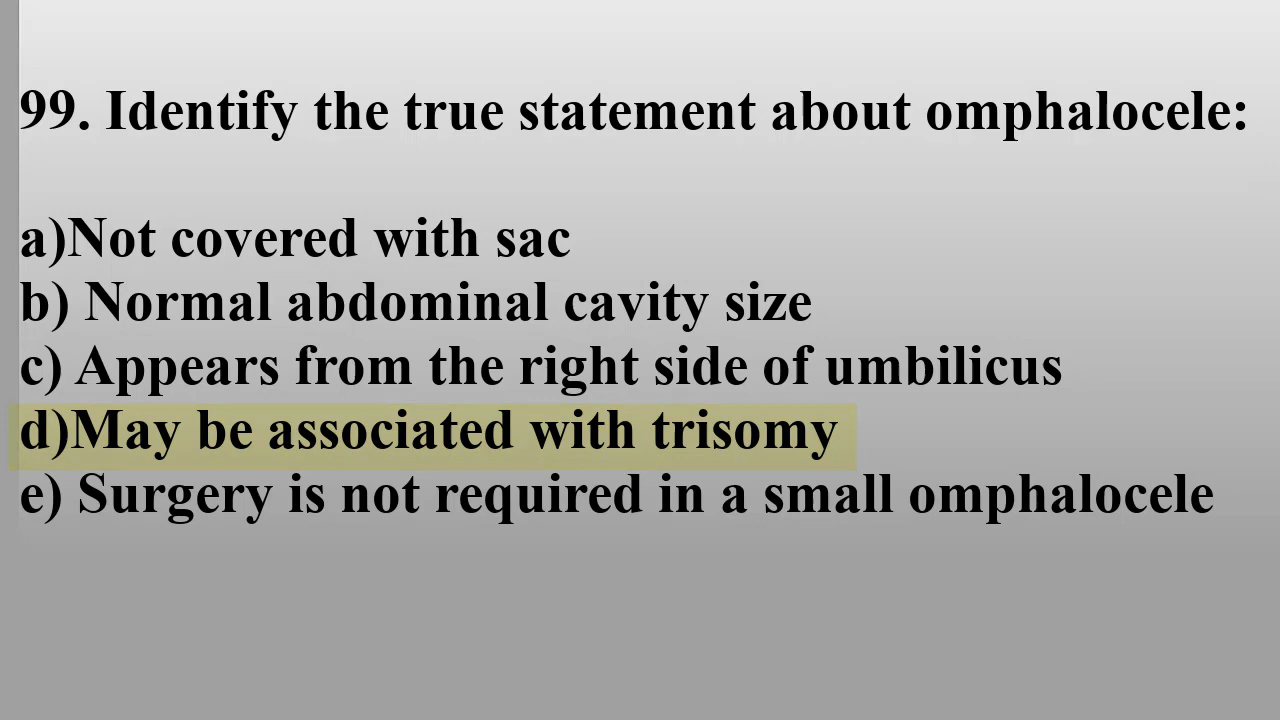 99. Identify the true statement about omphalocele:
a)Not covered with sac
b) Normal abdominal cavity size
c) Appears from the right side of umbilicus
d)May be associated with trisomy
e) Surgery is not required in a small omphalocele